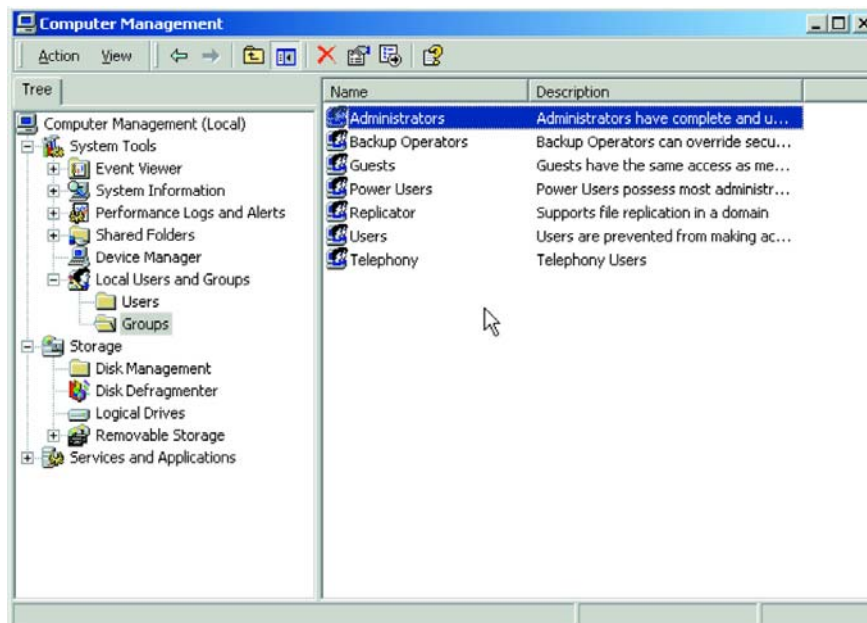 Computer Management
Action View
Tree
Computer Management (Local)
System Tools
Event Viewer
System Information
Performance Logs and Alerts
Shared Folders
Device Manager
Local Users and Groups
Users
Groups
Storage
Disk Management
Disk Defragmenter
Logical Drives
Removable Storage
Services and Applications
Name Description
Administrators Administrators have complete and u...
Backup Operators Backup Operators can override secu...
Guests Guests have the same access as me...
Power Users Power Users possess most administr...
Replicator Supports file replication in a domain
Users Users are prevented from making ac...
Telephony Telephony Users